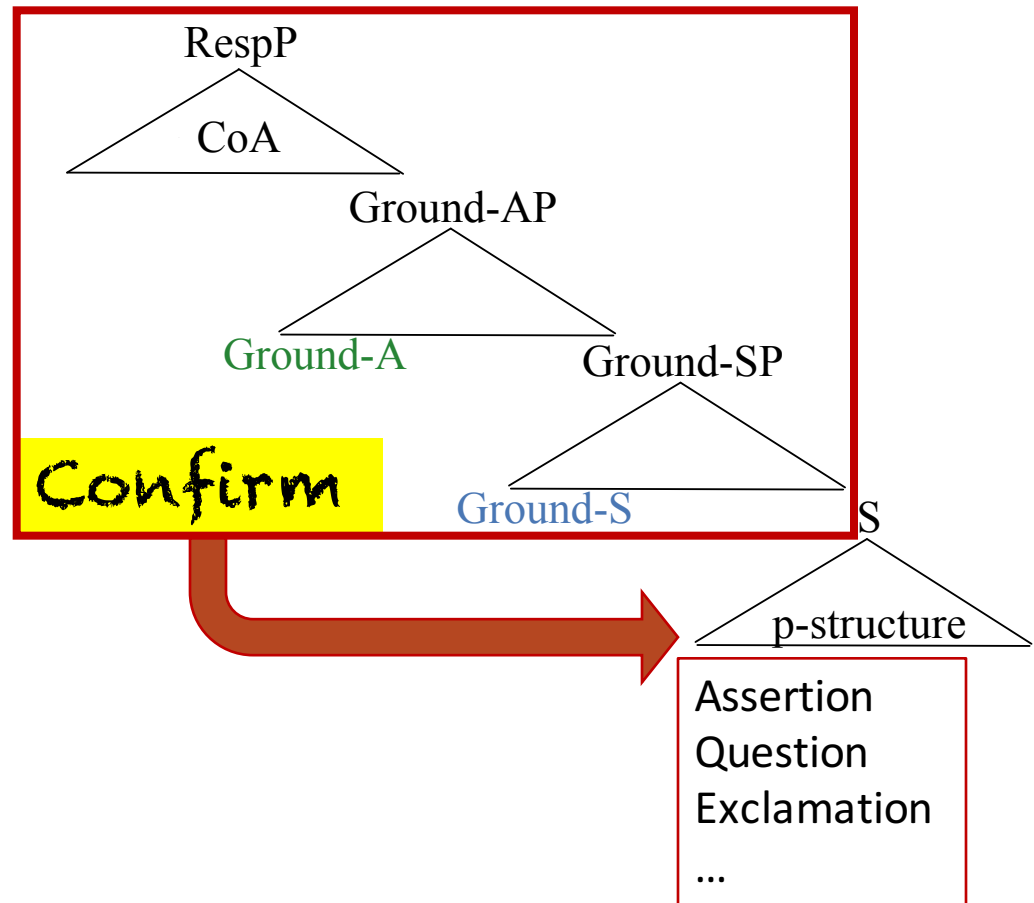 RespP
CoA
Ground-AP
Ground-A
Ground-SP
Confirm
Ground-S
S
p-structure
Assertion
Question
Exclamation
…